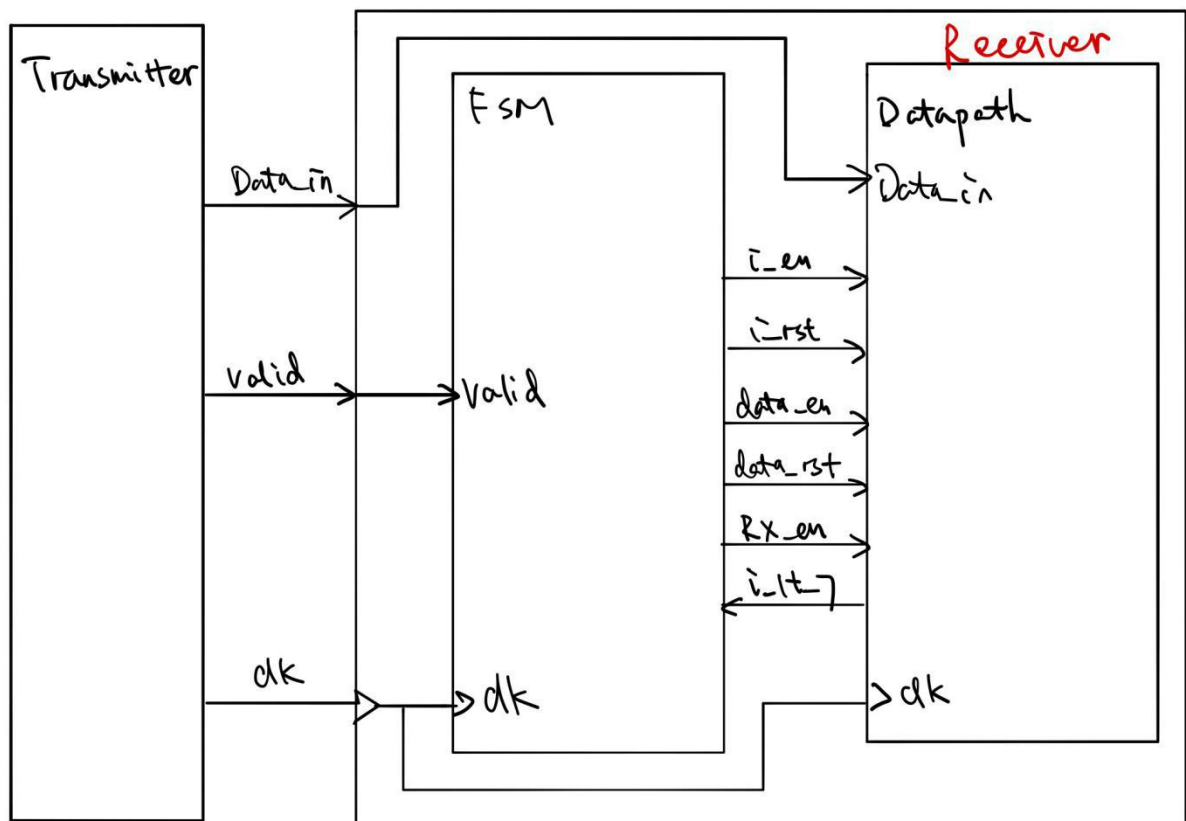 Transmitter
Data_in
valid
clk
FSM
valid
clk
i_en
i_rst
data_en
data_rst
RX_en
i_lt_7
Receiver
Datapath
Data_in
clk